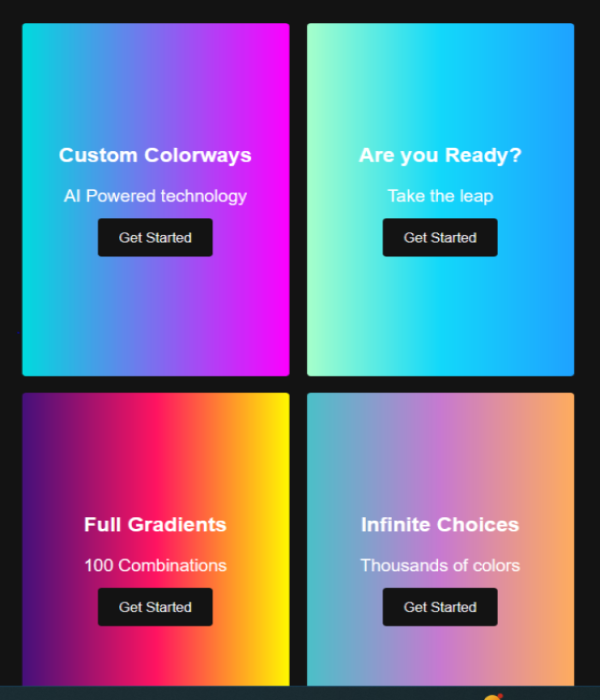 Custom Colorways
AI Powered technology
Get Started
Are you Ready?
Take the leap
Get Started
Full Gradients
100 Combinations
Get Started
Infinite Choices
Thousands of colors
Get Started